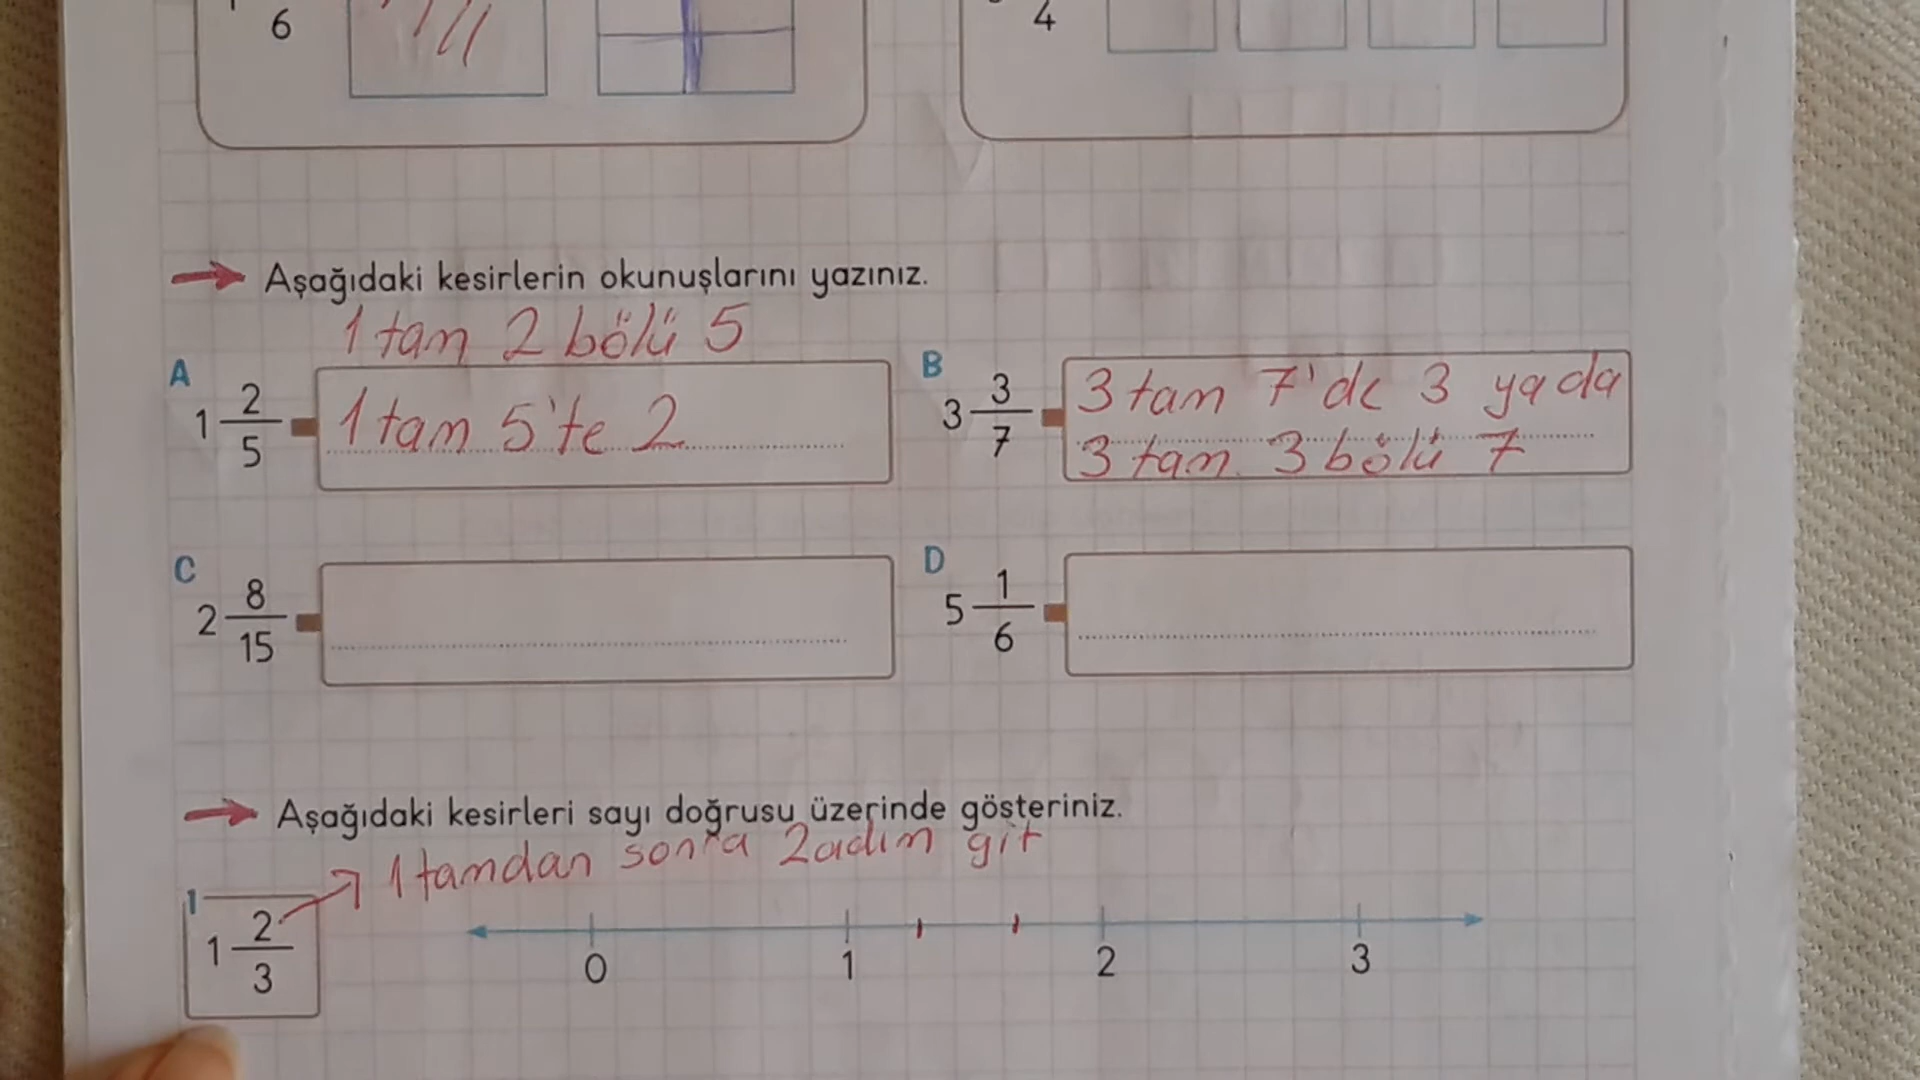 6
4
Aşağıdaki kesirlerin okunuşlarını yazınız.
1 tam 2 bölü 5
A
1 2/5
1 tam 5'te 2
B
3 3/7
3 tam 7'de 3 ya da
3 tam 3 bölü 7
C
2 8/15
D
5 1/6
Aşağıdaki kesirleri sayı doğrusu üzerinde gösteriniz.
1 tamdan sonra 2 adım git
1
1 2/3
0 1 2 3